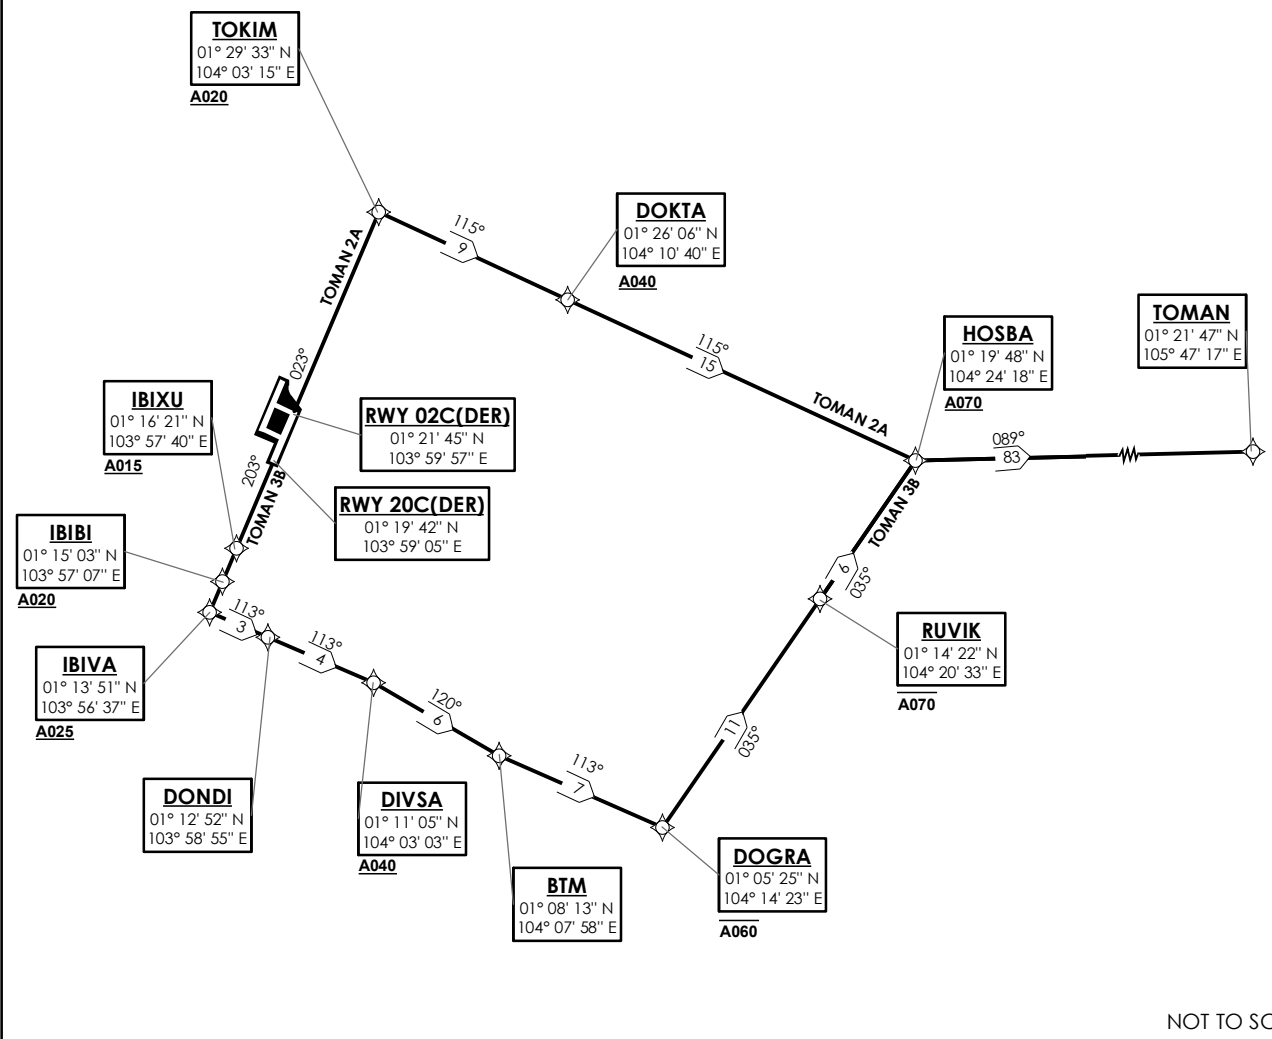 TOKIM
01° 29' 33" N
104° 03' 15" E
A020
DOKTA
01° 26' 06" N
104° 10' 40" E
A040
TOMAN
01° 21' 47" N
105° 47' 17" E
HOSBA
01° 19' 48" N
104° 24' 18" E
A070
IBIXU
01° 16' 21" N
103° 57' 40" E
A015
RWY 02C(DER)
01° 21' 45" N
103° 59' 57" E
RWY 20C(DER)
01° 19' 42" N
103° 59' 05" E
IBIBI
01° 15' 03" N
103° 57' 07" E
A020
IBIVA
01° 13' 51" N
103° 56' 37" E
A025
RUVIK
01° 14' 22" N
104° 20' 33" E
A070
DONDI
01° 12' 52" N
103° 58' 55" E
DIVSA
01° 11' 05" N
104° 03' 03" E
A040
BTM
01° 08' 13" N
104° 07' 58" E
DOGRA
01° 05' 25" N
104° 14' 23" E
A060
TOMAN 2A
023°
115°
9
115°
15
TOMAN 2A
089°
83
203°
TOMAN 3B
113°
3
113°
4
120°
6
113°
7
11
035°
6
035°
TOMAN 3B
NOT TO SC